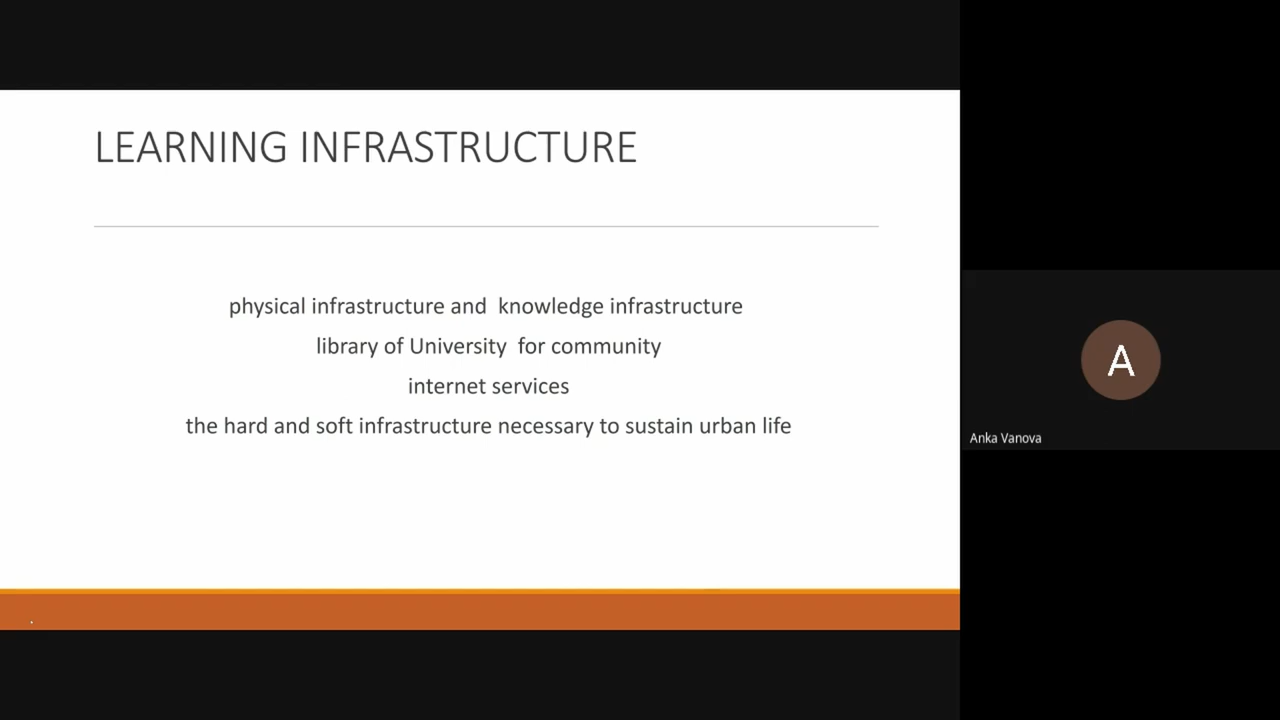 LEARNING INFRASTRUCTURE
physical infrastructure and  knowledge infrastructure
library of University  for community
internet services
the hard and soft infrastructure necessary to sustain urban life
A
Anka Vanova